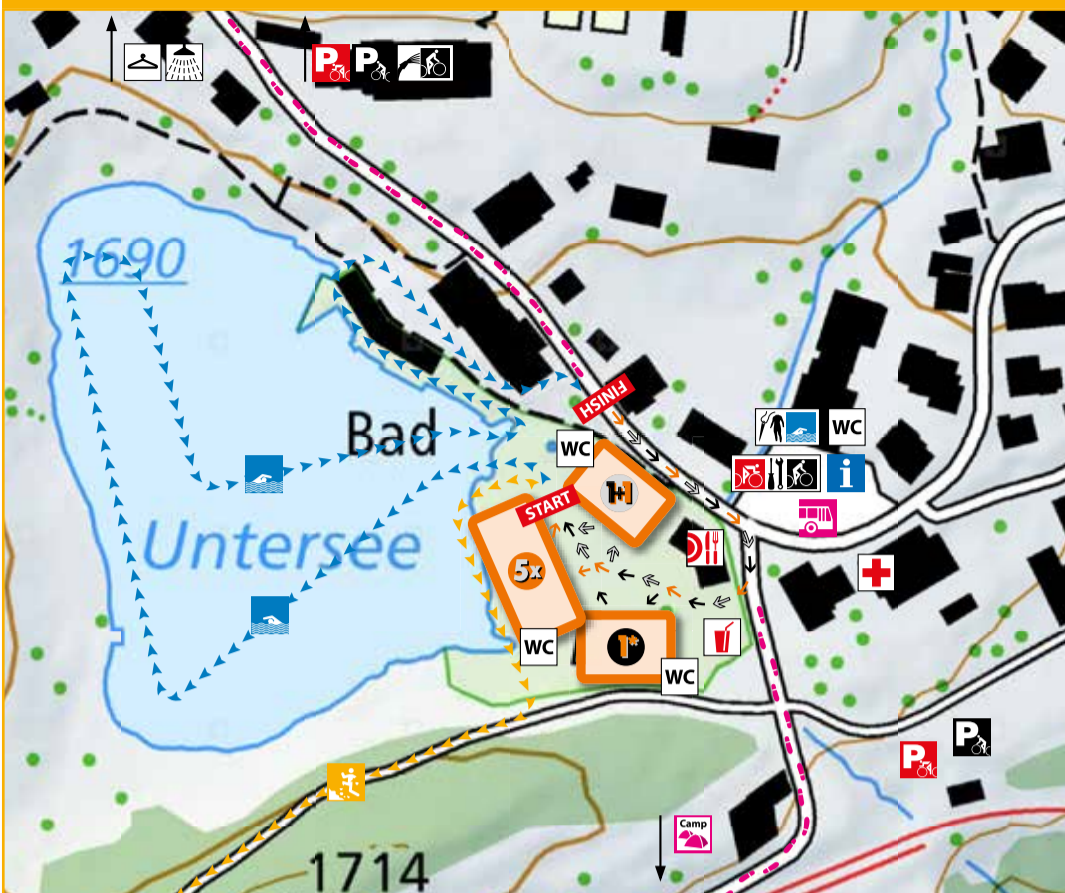 P P
1690
FINISH
Bad
WC
WC
1+1
i
START
Untersee
5x
WC
1*
WC
P
P
Camp
1714